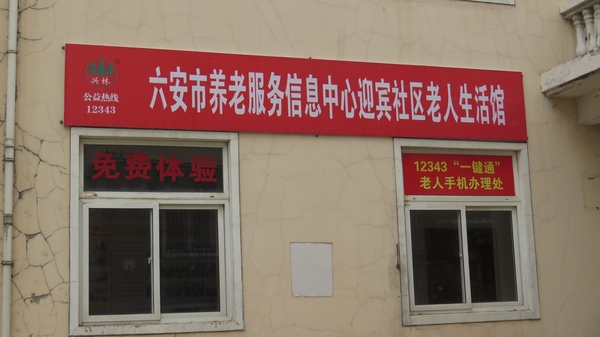 兴林
公益热线
12343
六安市养老服务信息中心迎宾社区老人生活馆
免费体验
12343“一键通”
老人手机办理处